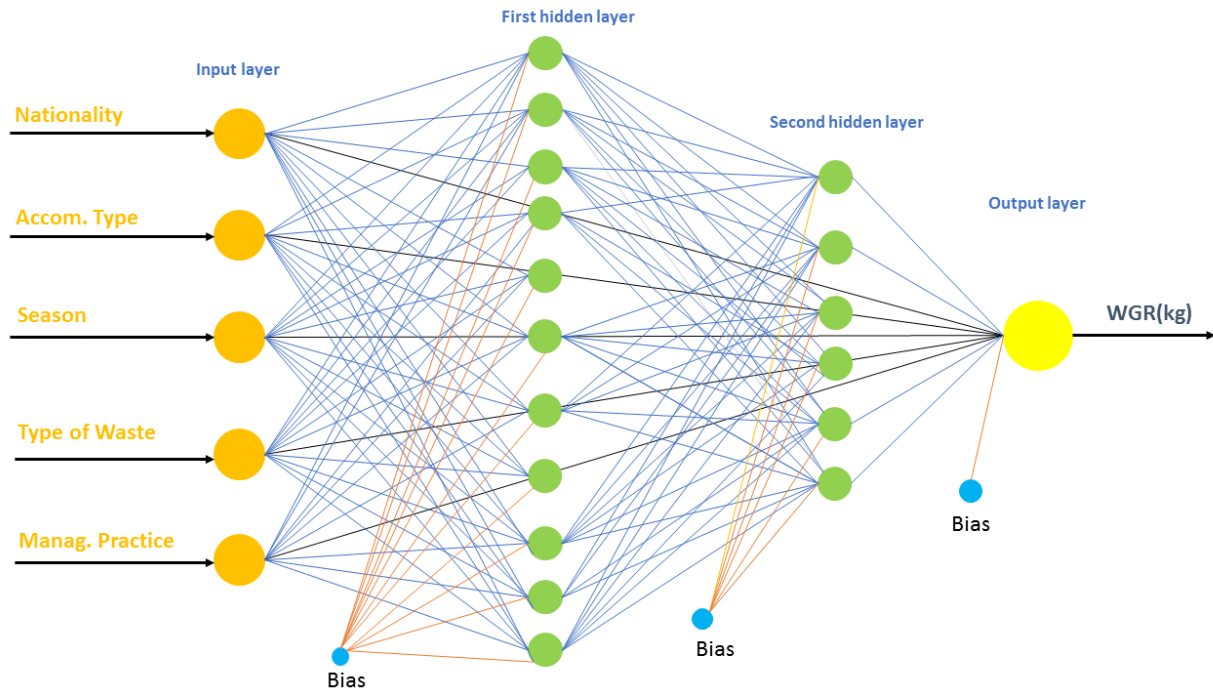 First hidden layer
Input layer
Nationality
Second hidden layer
Accom. Type
Output layer
Season
WGR(kg)
Type of Waste
Manag. Practice
Bias
Bias
Bias